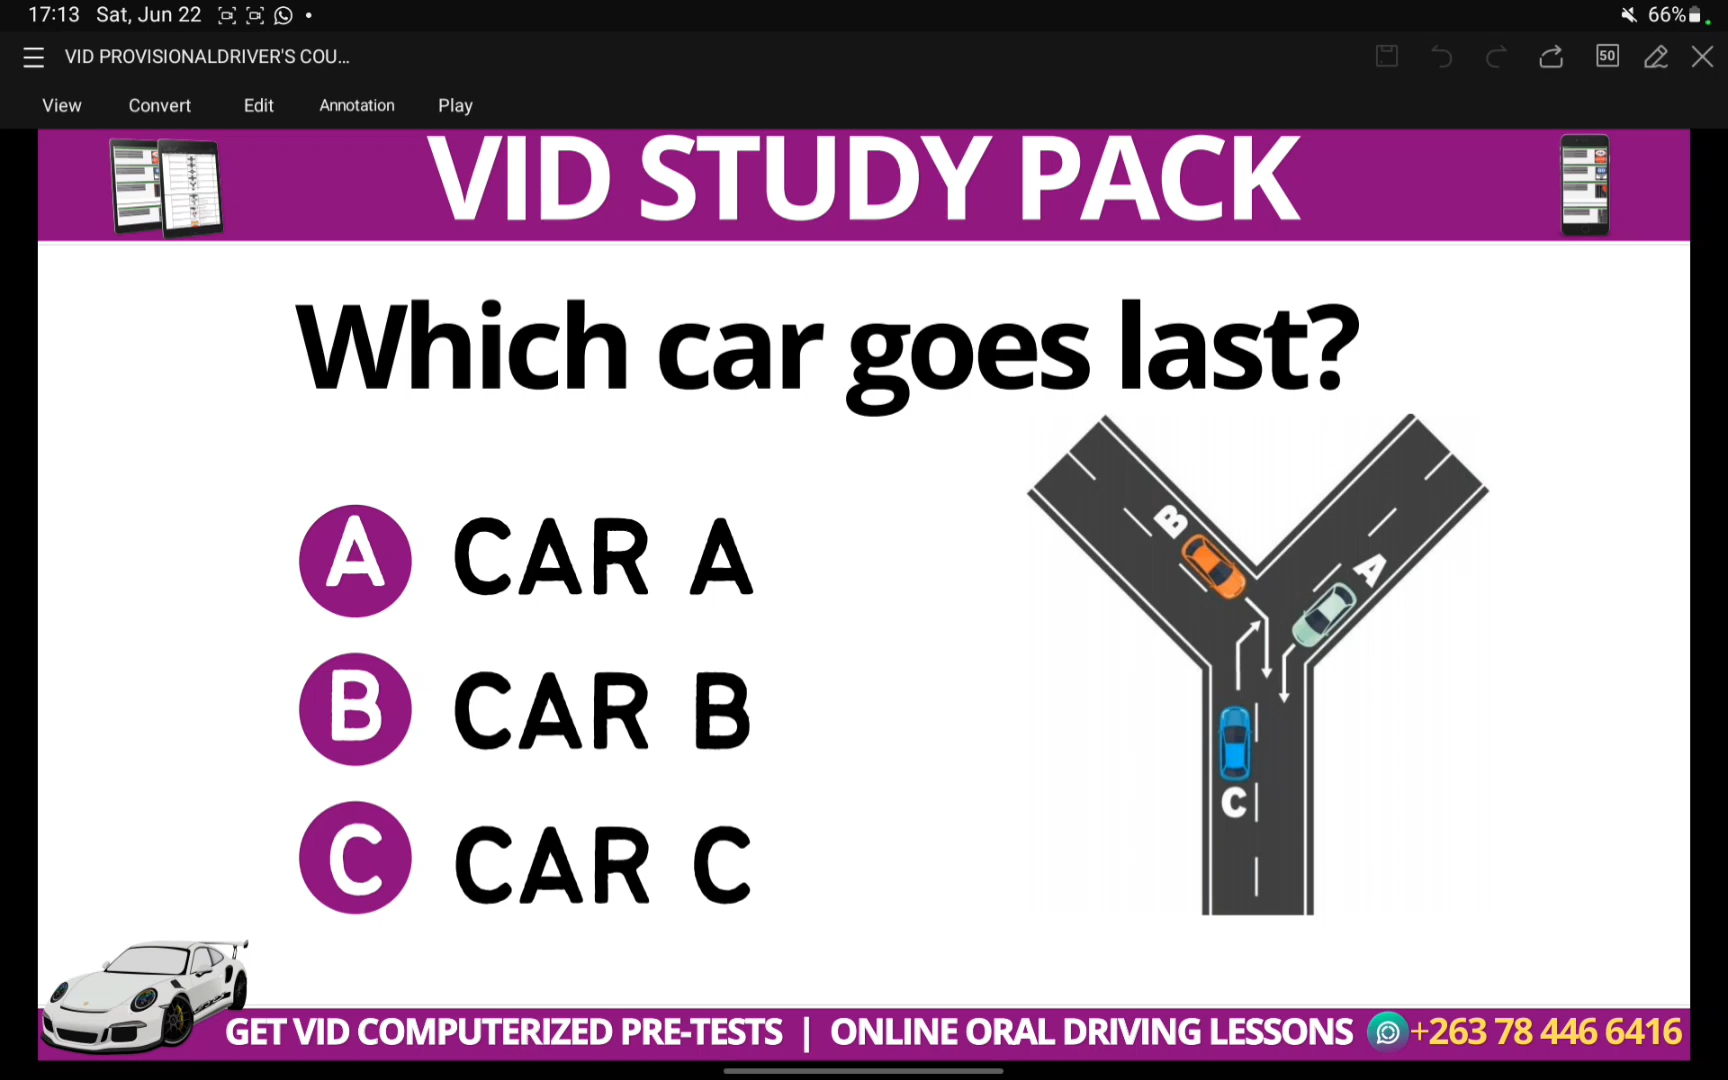 17:13 Sat, Jun 22
66%
VID PROVISIONALDRIVER'S COU...
50
View Convert Edit Annotation Play
VID STUDY PACK
Which car goes last?
A CAR A
B CAR B
C CAR C
B
A
C
GET VID COMPUTERIZED PRE-TESTS | ONLINE ORAL DRIVING LESSONS +263 78 446 6416